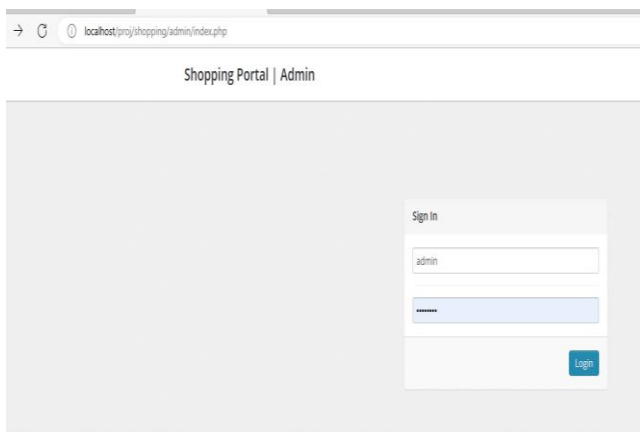 localhost/proj/shopping/admin/index.php
Shopping Portal | Admin
Sign In
admin
••••••••
Login